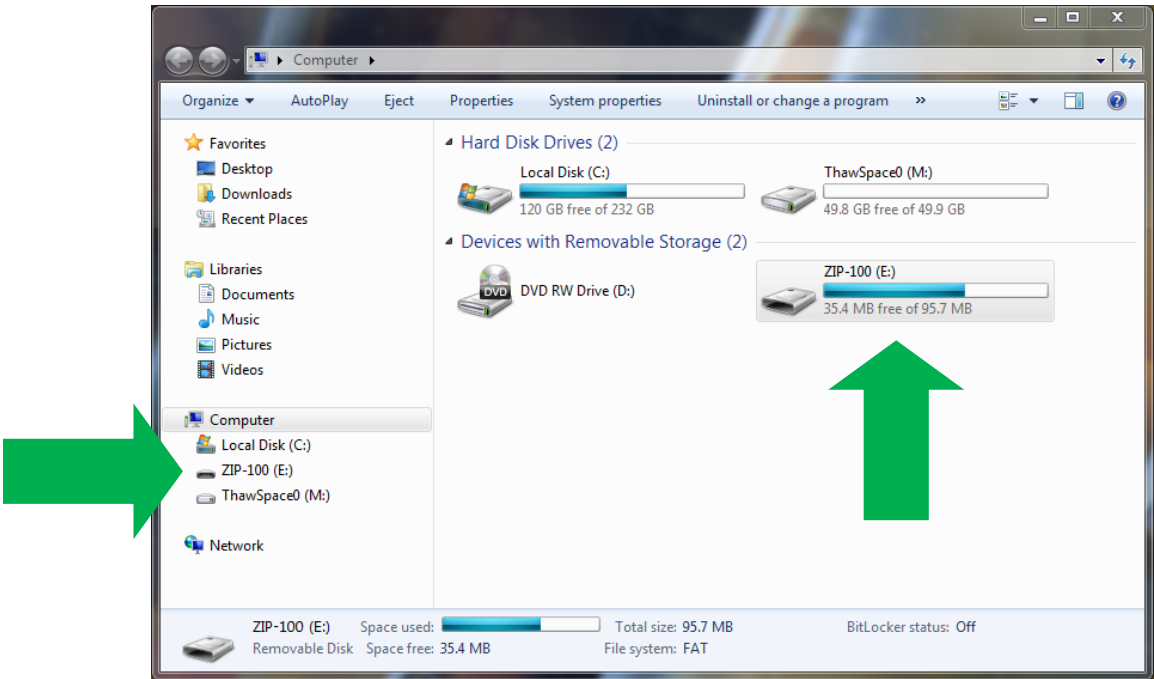 Computer
Organize AutoPlay Eject Properties System properties Uninstall or change a program »
Favorites
Desktop
Downloads
Recent Places
Libraries
Documents
Music
Pictures
Videos
Computer
Local Disk (C:)
ZIP-100 (E:)
ThawSpace0 (M:)
Network
Hard Disk Drives (2)
Local Disk (C:)
120 GB free of 232 GB
ThawSpace0 (M:)
49.8 GB free of 49.9 GB
Devices with Removable Storage (2)
DVD
DVD RW Drive (D:)
ZIP-100 (E:)
35.4 MB free of 95.7 MB
ZIP-100 (E:) Space used: Total size: 95.7 MB BitLocker status: Off
Removable Disk Space free: 35.4 MB File system: FAT